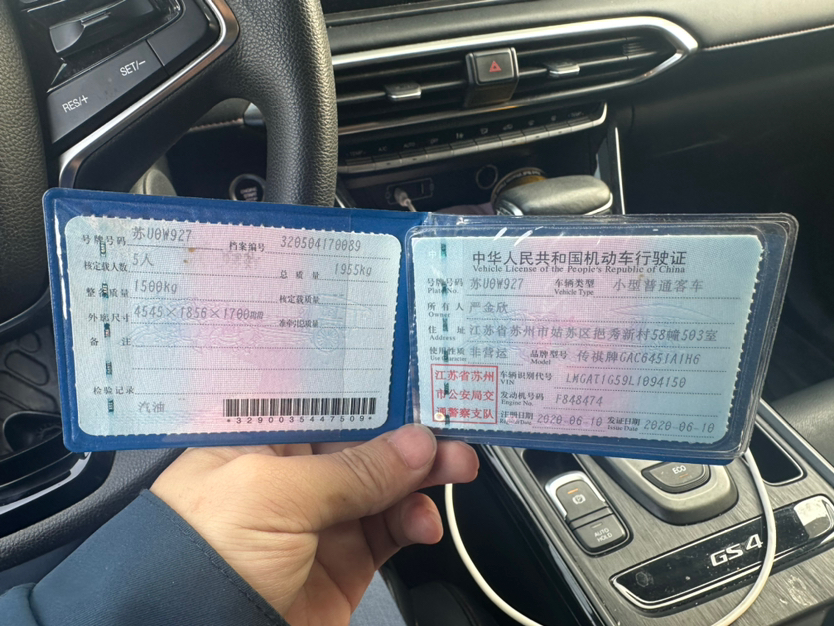 RES/+
SET/−
号牌号码 苏U0W927 档案编号 320504170089
核定载人数 5人 总质量 1955kg
整备质量 1500kg 核定载质量
外廓尺寸 4545×1856×1700mm 准牵引总质量
备注
检验记录
汽油
*3290035447509*
中华人民共和国机动车行驶证
Vehicle License of the People's Republic of China
号牌号码 苏U0W927 车辆类型 小型普通客车
Plate No. Vehicle Type
所有人 严金欣
Owner
住址 江苏省苏州市姑苏区挹秀新村58幢503室
Address
使用性质 非营运 品牌型号 传祺牌GAC6451A1H6
Use Character Model
江苏省苏州
市公安局交
通警察支队
车辆识别代号 LMGAT1G59L1094150
VIN
发动机号码 F848474
Engine No.
注册日期 2020-06-10 发证日期 2020-06-10
Register Date Issue Date
ECO
P
AUTO
HOLD
GS4